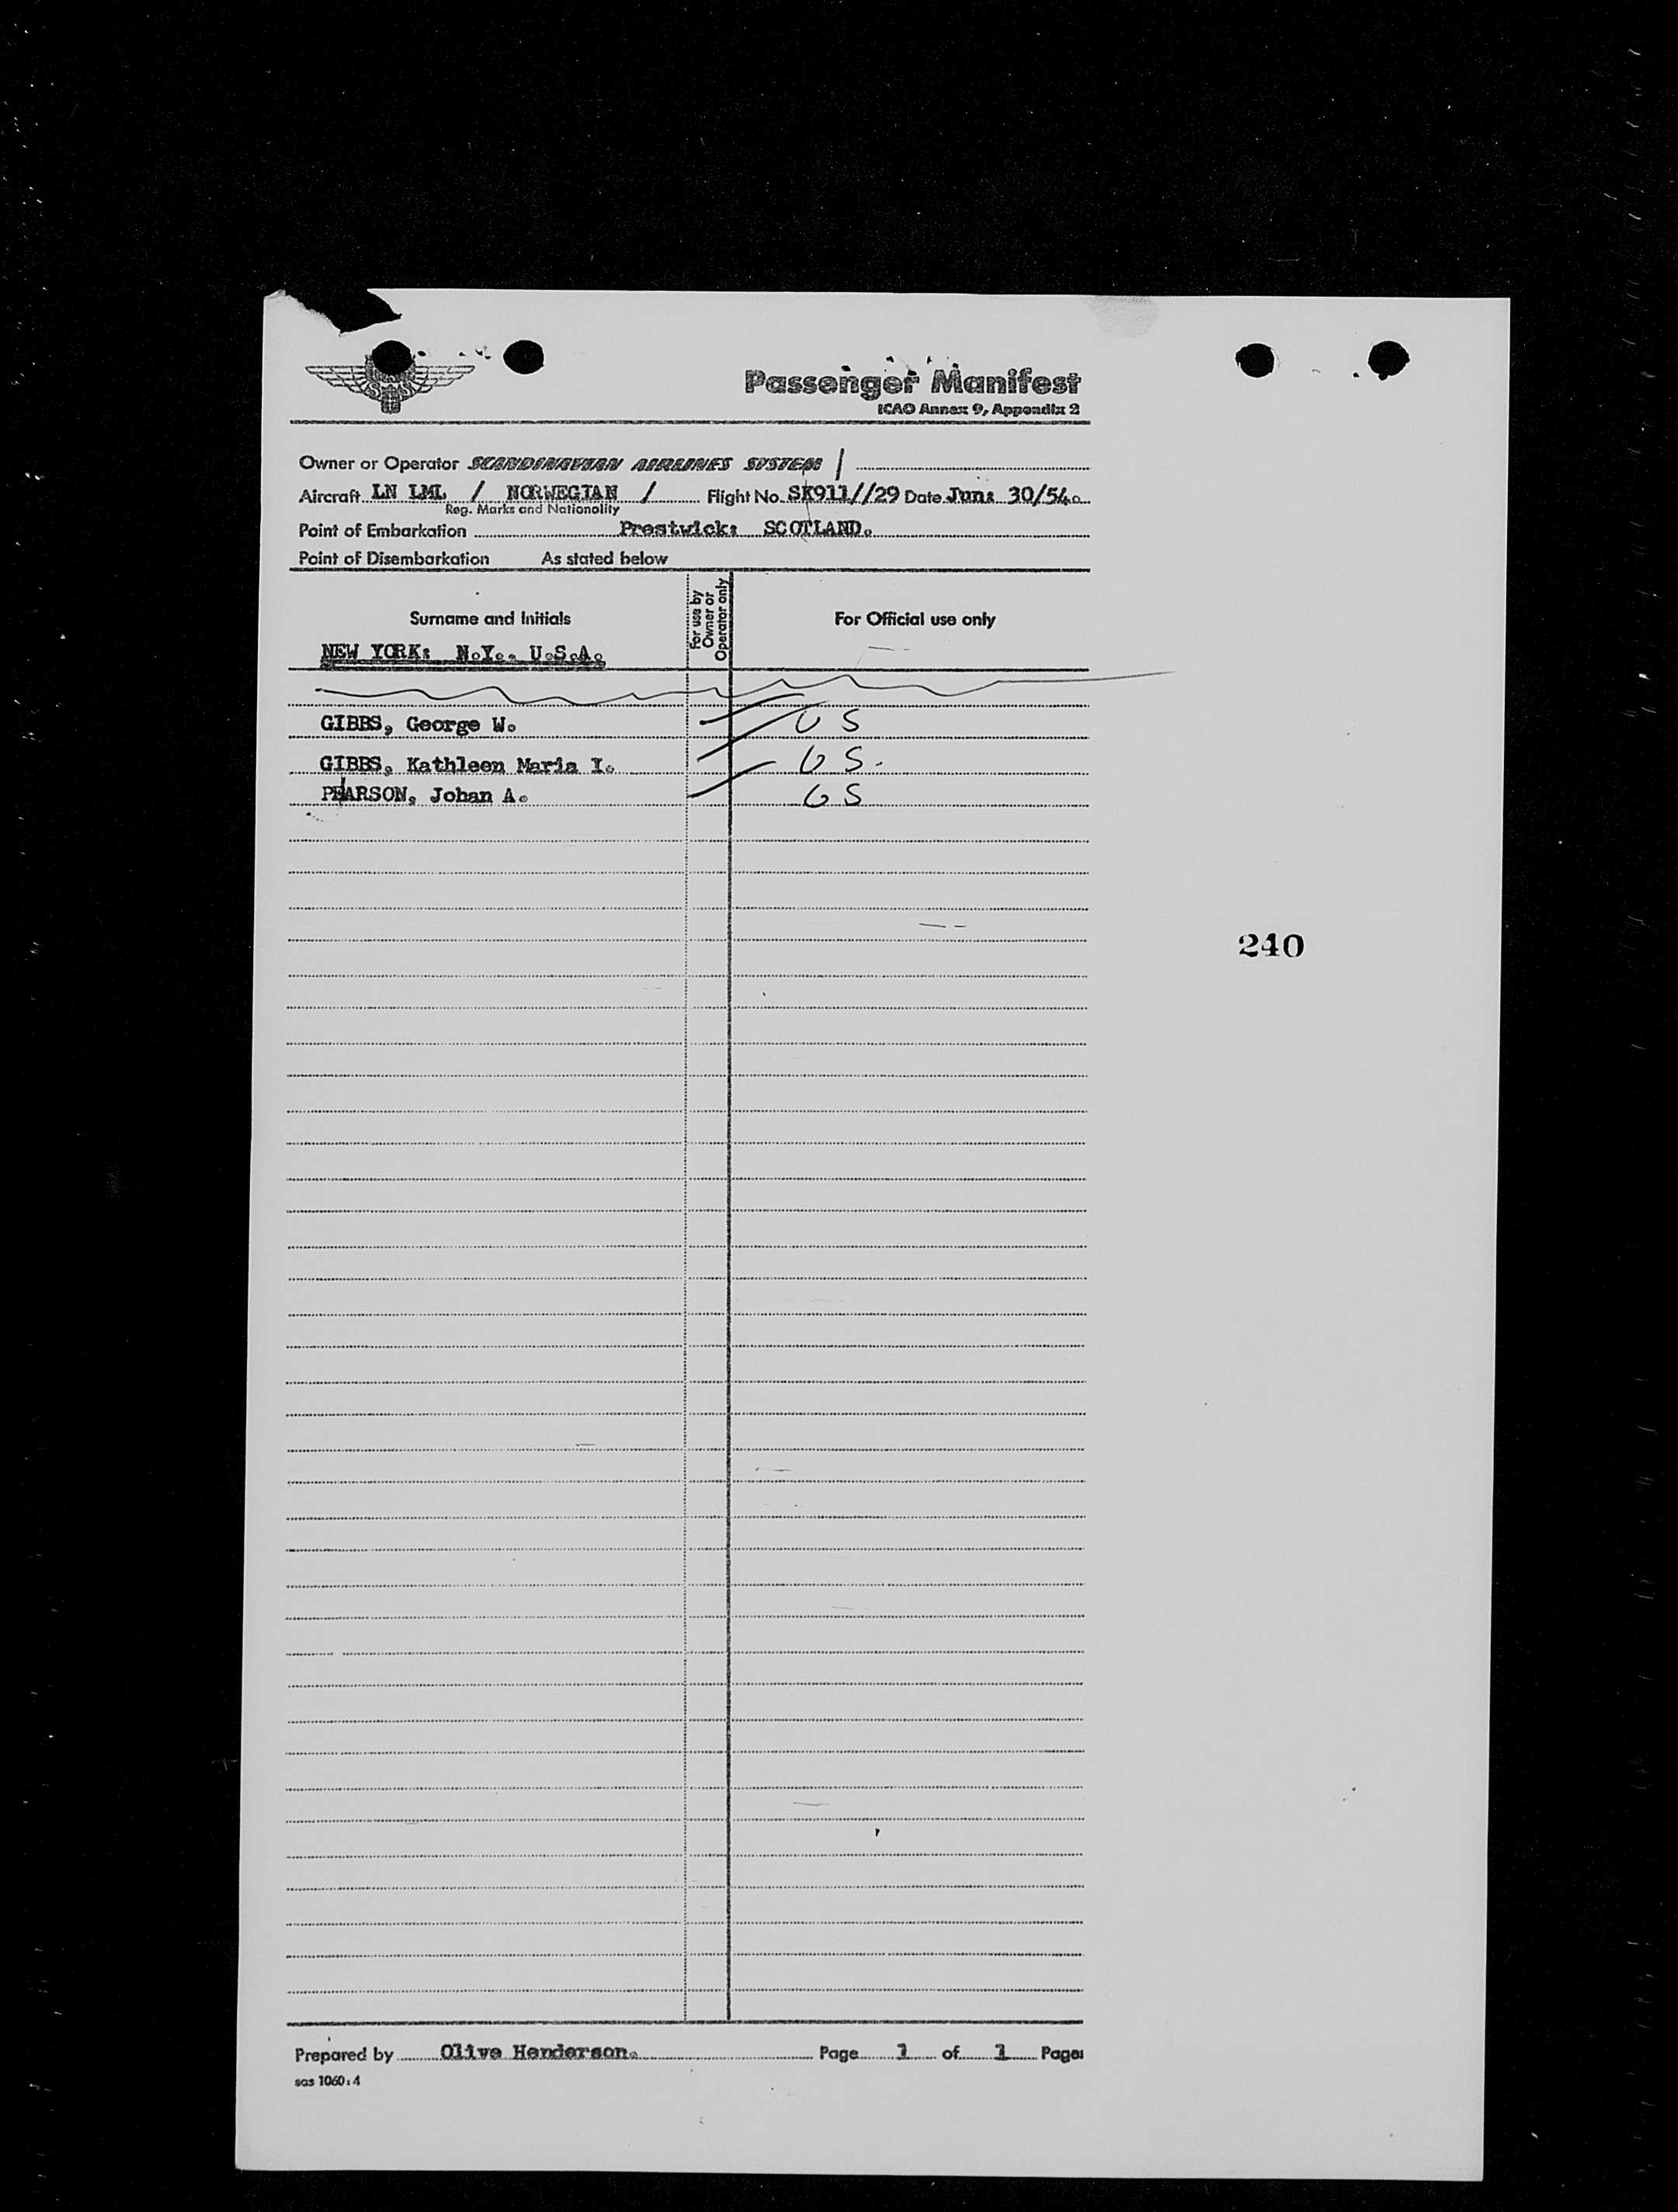 Passenger Manifest
ICAO Annex 9, Appendix 2
Owner or Operator SCANDINAVIAN AIRLINES SYSTEM /
Aircraft LN LML / NORWEGIAN / Flight No. SK911//29 Date June 30/54.
Reg. Marks and Nationality
Point of Embarkation Prestwick: SCOTLAND.
Point of Disembarkation As stated below
Surname and Initials
For use by
Owner or
Operator only
For Official use only
NEW YORK: N.Y.. U.S.A.
GIBBS, George W. U S
GIBBS, Kathleen Maria I. U S.
PEARSON, Johan A. U S
240
Prepared by Olive Henderson. Page 1 of 1 Pages
sas 1060:4